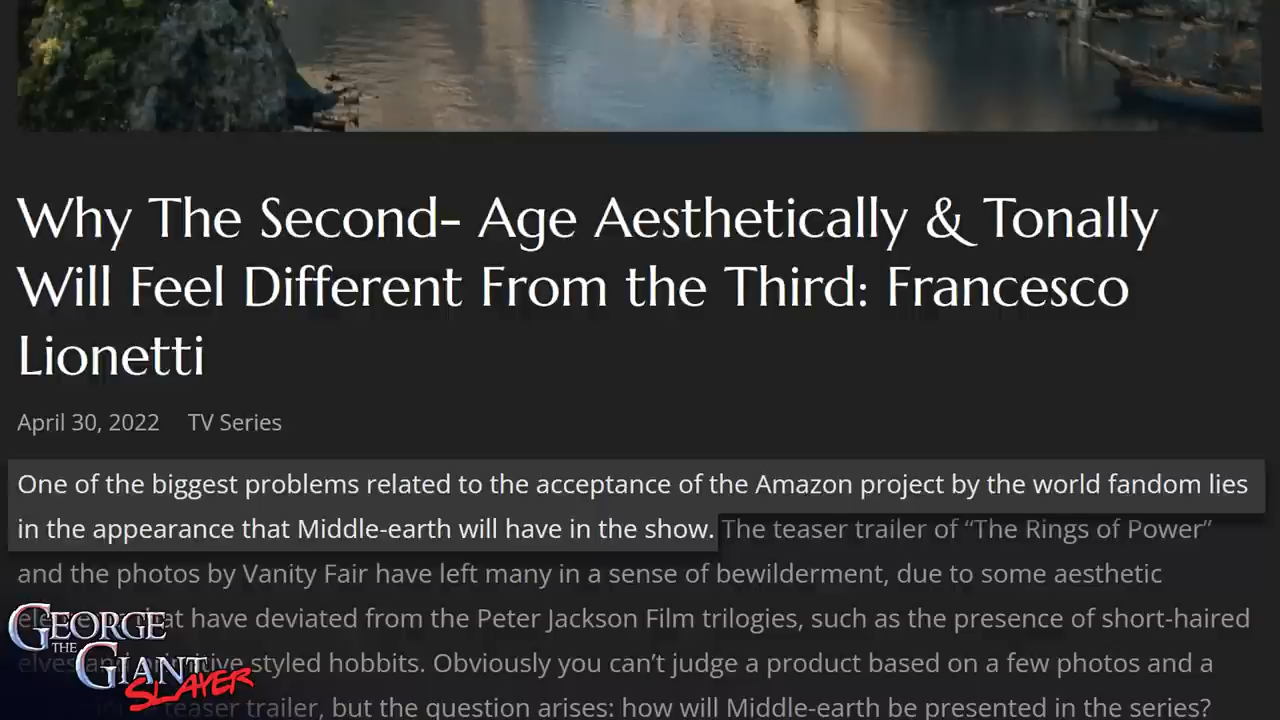 Why The Second- Age Aesthetically & Tonally
Will Feel Different From the Third: Francesco
Lionetti
April 30, 2022 TV Series
One of the biggest problems related to the acceptance of the Amazon project by the world fandom lies
in the appearance that Middle-earth will have in the show. The teaser trailer of “The Rings of Power”
and the photos by Vanity Fair have left many in a sense of bewilderment, due to some aesthetic
that have deviated from the Peter Jackson Film trilogies, such as the presence of short-haired
elves and styled hobbits. Obviously you can’t judge a product based on a few photos and a
teaser trailer, but the question arises: how will Middle-earth be presented in the series?
GEORGE
THE
GIANT
SLAYER